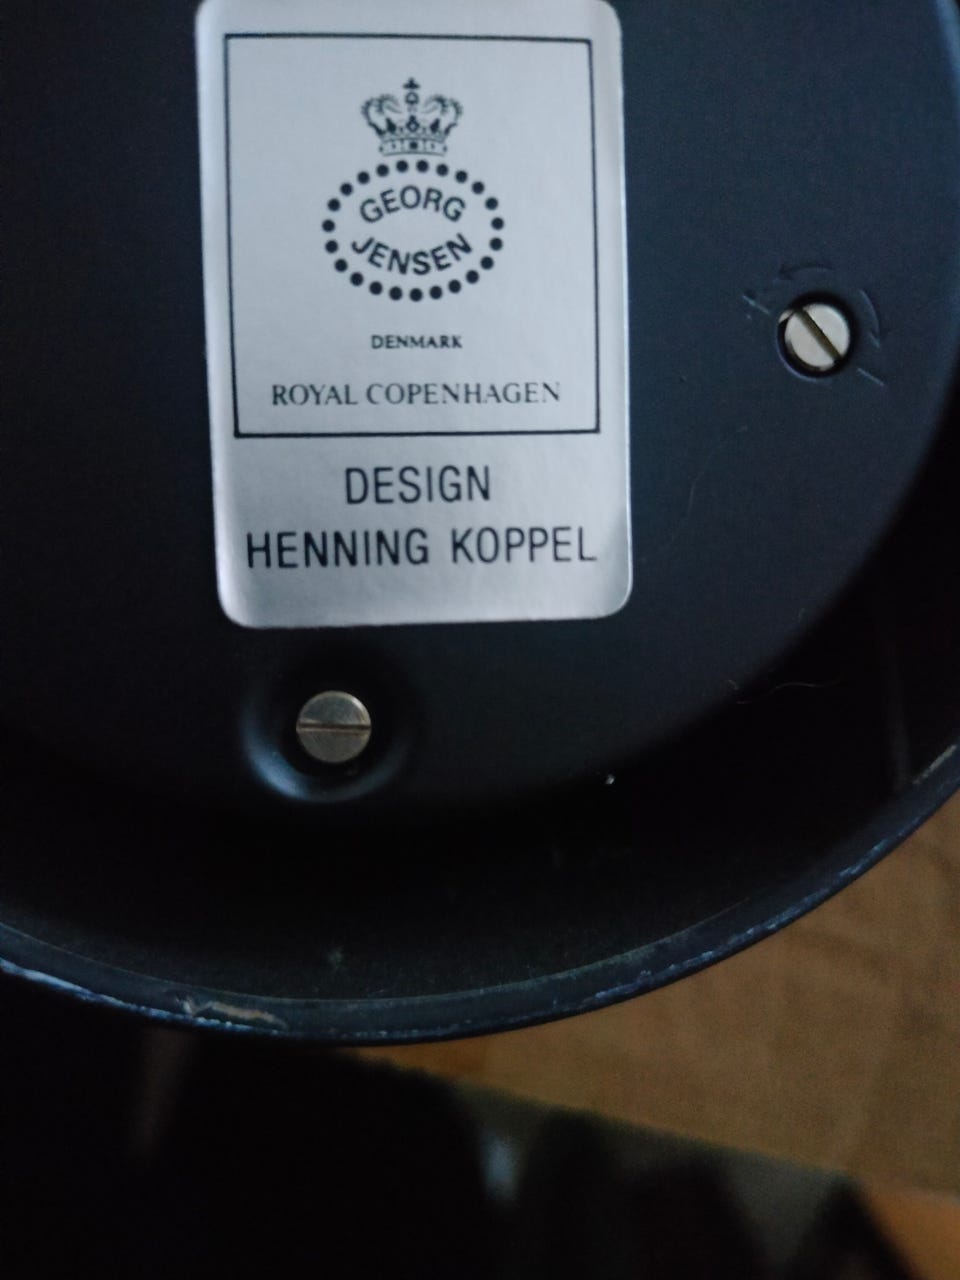 GEORG
JENSEN
DENMARK
ROYAL COPENHAGEN
DESIGN
HENNING KOPPEL